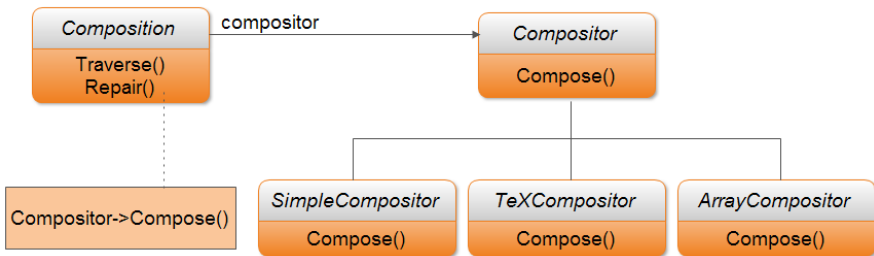 Composition
compositor
Compositor
Traverse()
Repair()
Compose()
Compositor->Compose()
SimpleCompositor
TeXCompositor
ArrayCompositor
Compose()
Compose()
Compose()